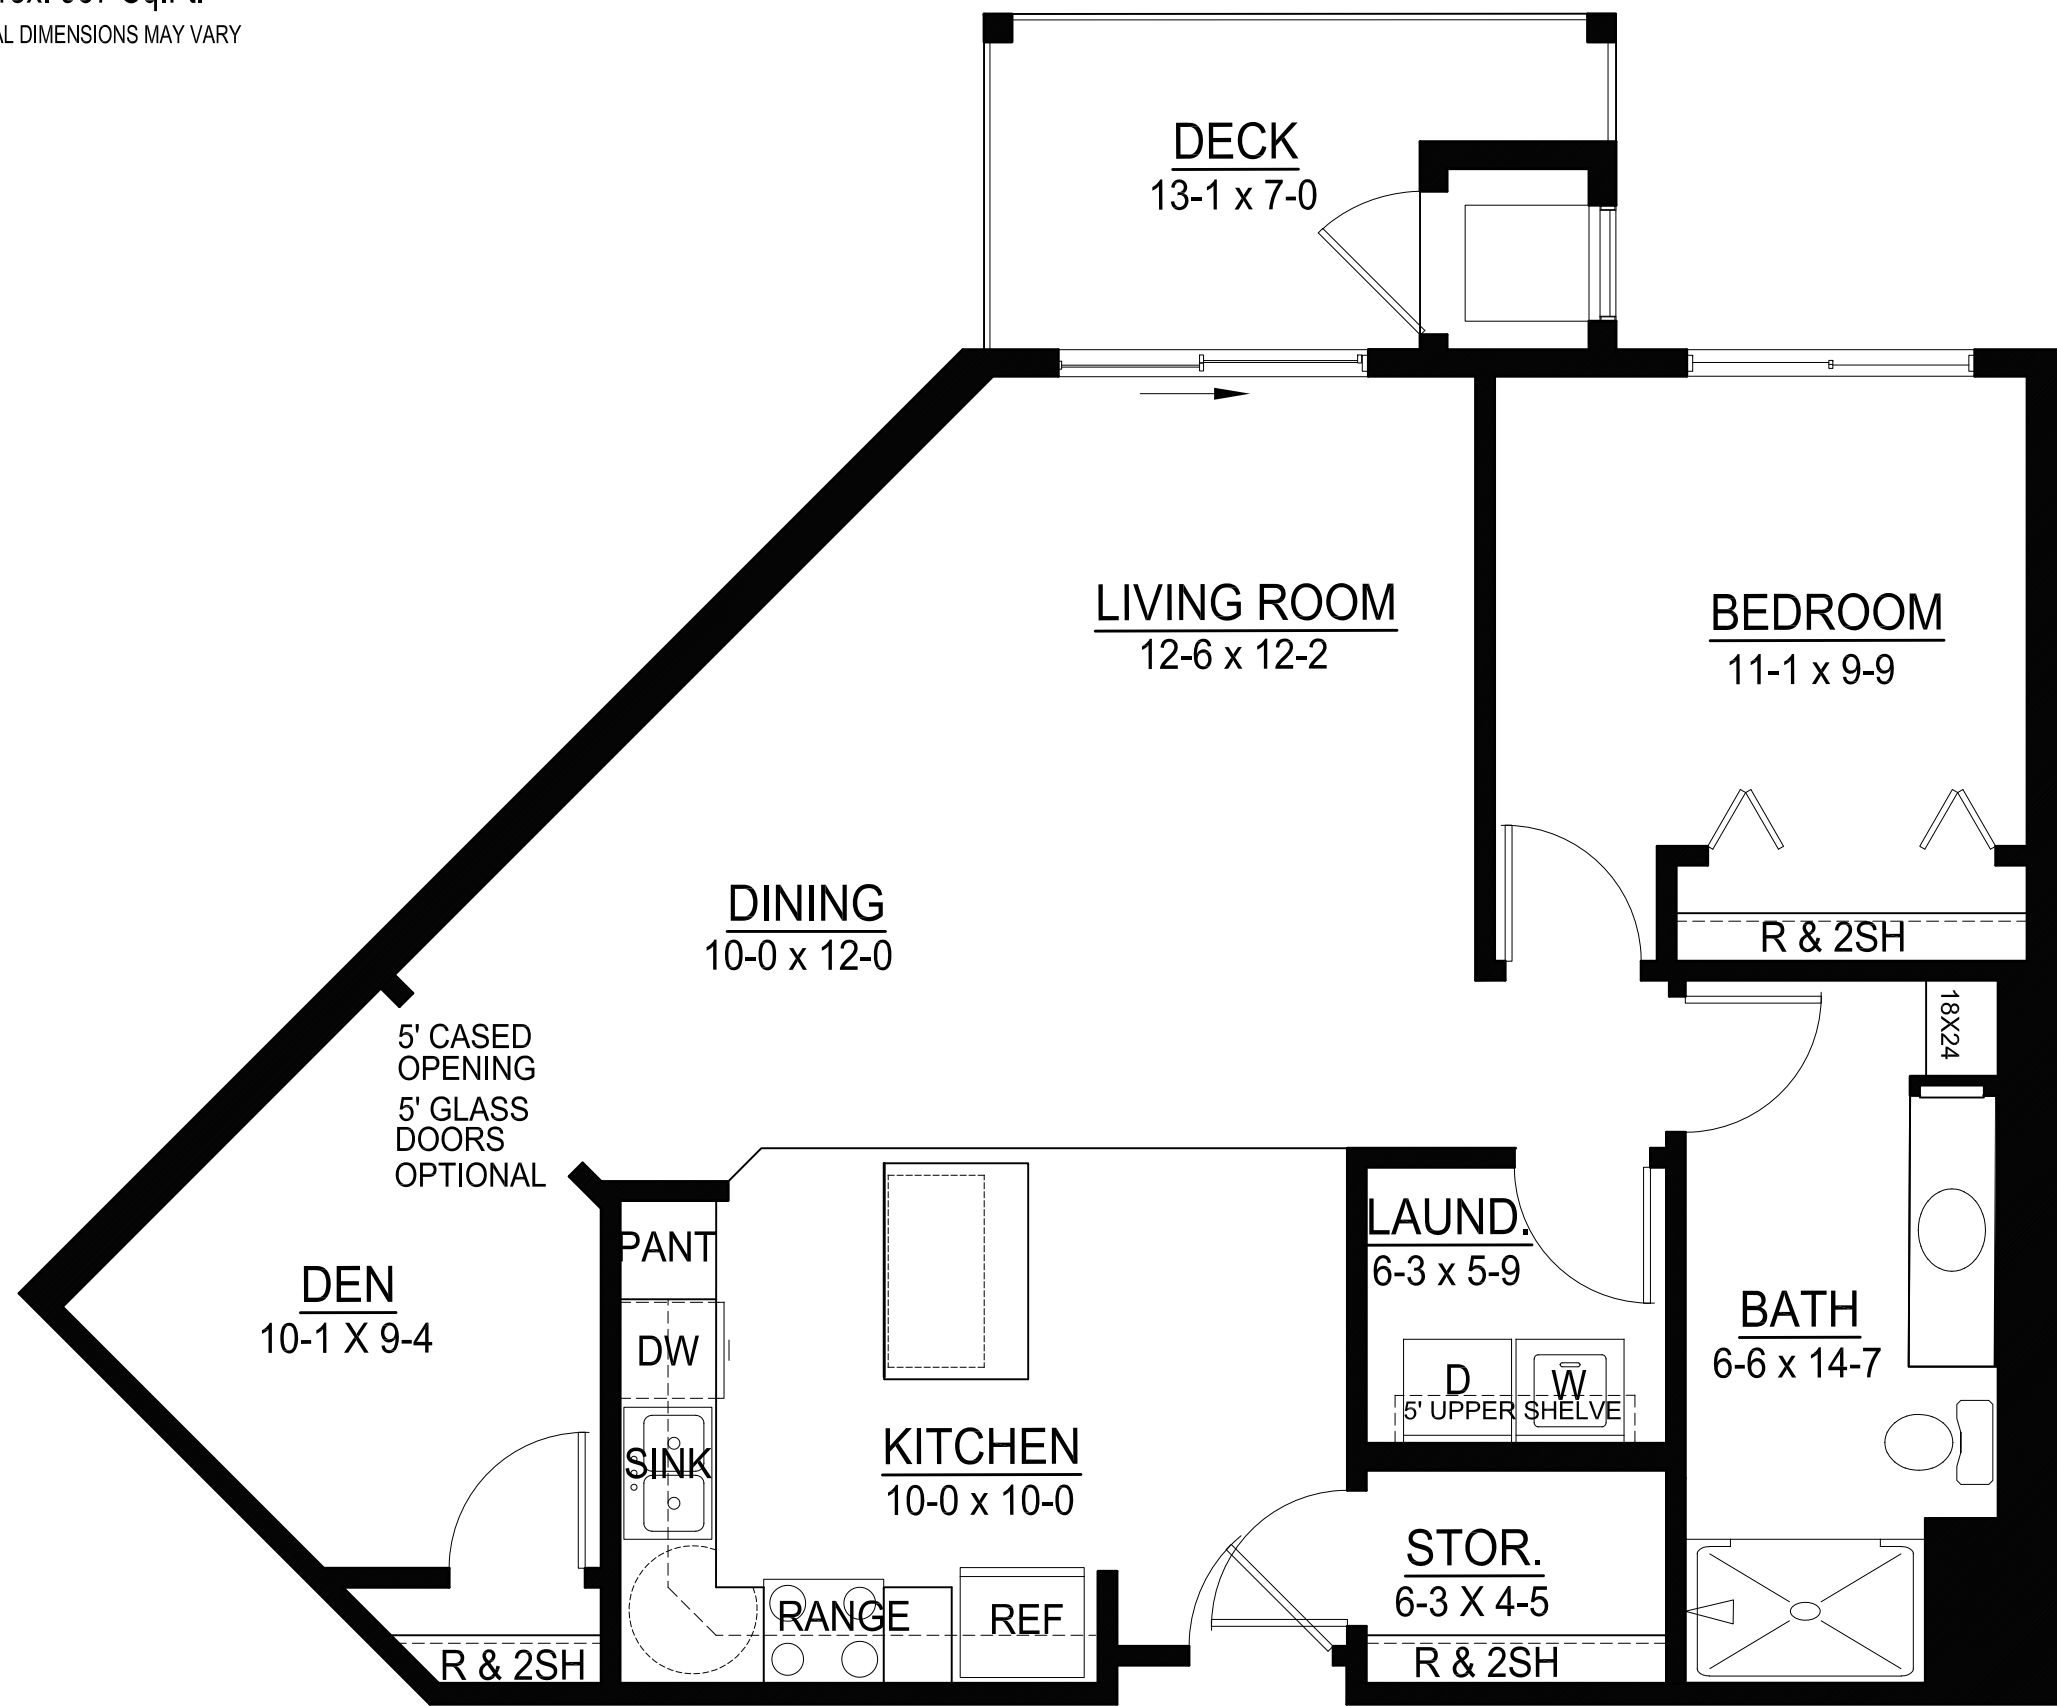 AL DIMENSIONS MAY VARY
DECK
13-1 x 7-0
LIVING ROOM
12-6 x 12-2
BEDROOM
11-1 x 9-9
R & 2SH
DINING
10-0 x 12-0
18X24
5' CASED
OPENING
5' GLASS
DOORS
OPTIONAL
PANT
LAUND.
6-3 x 5-9
DEN
10-1 X 9-4
DW
BATH
6-6 x 14-7
D
W
5' UPPER SHELVE
SINK
KITCHEN
10-0 x 10-0
STOR.
6-3 X 4-5
RANGE
REF
R & 2SH
R & 2SH